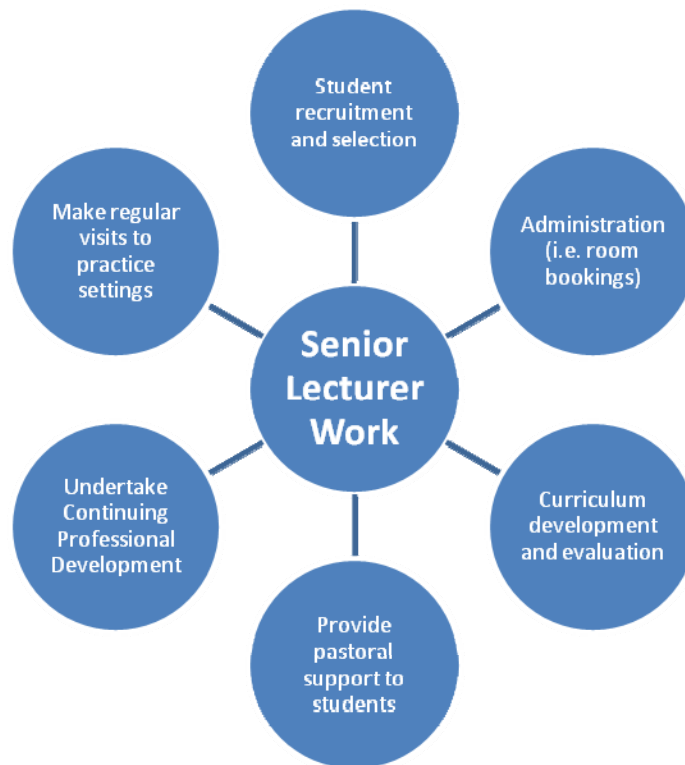 Student
recruitment
and selection
Make regular
visits to
practice
settings
Administration
(i.e. room
bookings)
Senior
Lecturer
Work
Undertake
Continuing
Professional
Development
Curriculum
development
and evaluation
Provide
pastoral
support to
students